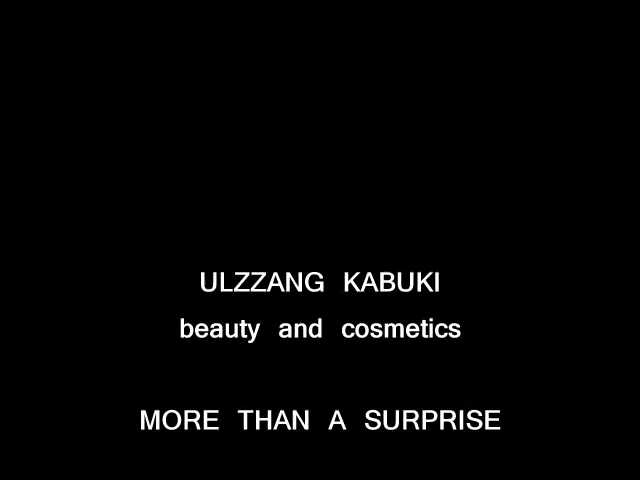 ULZZANG KABUKI
beauty and cosmetics
MORE THAN A SURPRISE